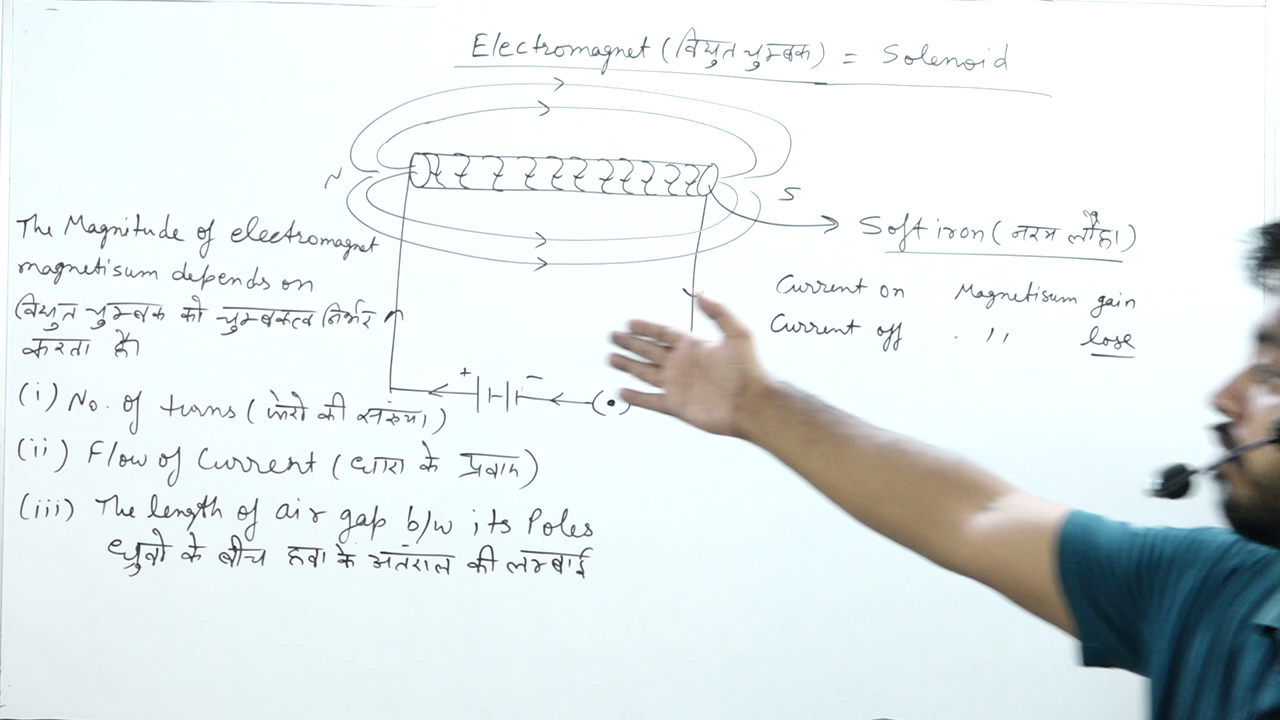 Electromagnet (विद्युत चुम्बक) = Solenoid
N
S
Soft iron (नरम लौहा)
Current on Magnetisum gain
Current off . ,, lose
The Magnitude of electromagnet
magnetisum depends on
विद्युत चुम्बक को चुम्बकत्व निर्भर
करता है
+ −
(i) No. of turns (फेरो की संख्या)
(ii) Flow of Current (धारा के प्रवाह)
(iii) The length of air gap b/w its Poles
ध्रुवो के बीच हवा के अतंराल की लम्बाई